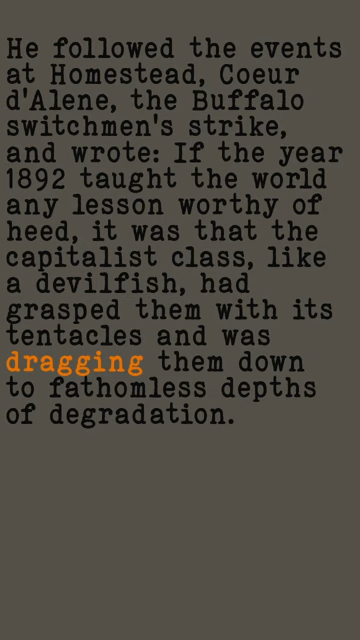 He followed the events
at Homestead, Coeur
d'Alene, the Buffalo
switchmen's strike,
and wrote: If the year
1892 taught the world
any lesson worthy of
heed, it was that the
capitalist class, like
a devilfish, had
grasped them with its
tentacles and was
dragging them down
to fathomless depths
of degradation.